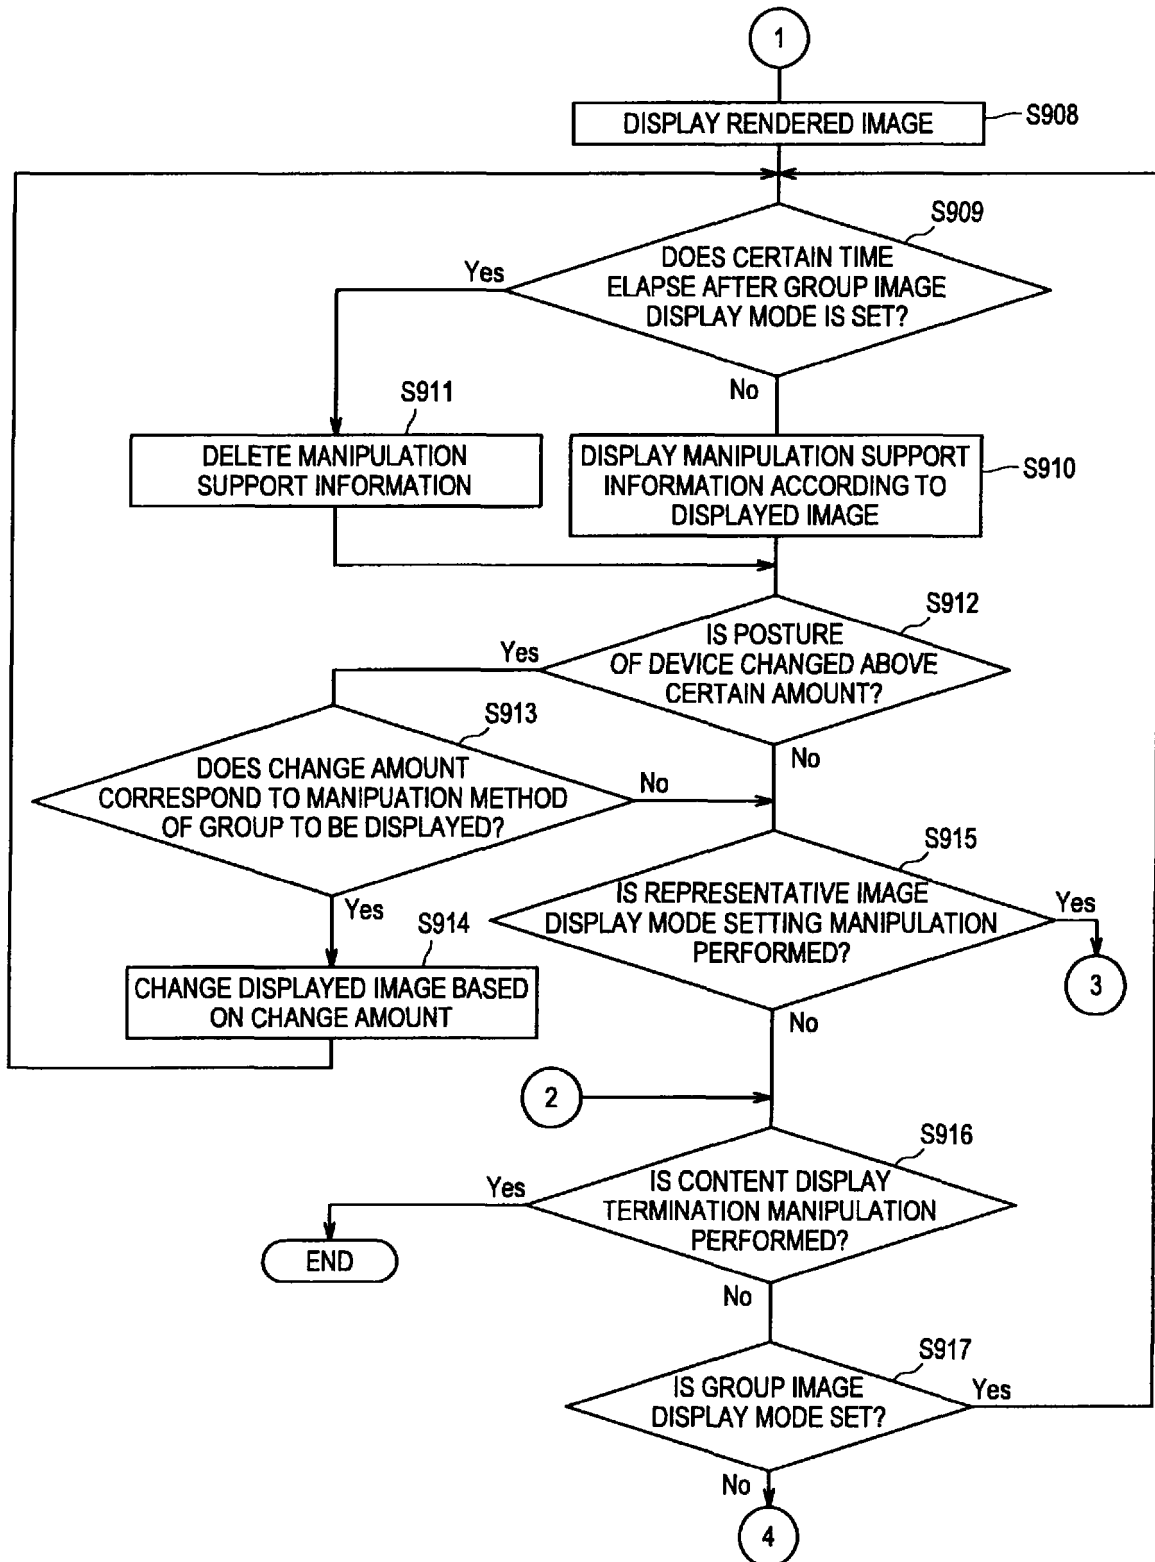 1
DISPLAY RENDERED IMAGE
S908
S909
DOES CERTAIN TIME
ELAPSE AFTER GROUP IMAGE
DISPLAY MODE IS SET?
Yes
No
S911
DELETE MANIPULATION
SUPPORT INFORMATION
DISPLAY MANIPULATION SUPPORT
INFORMATION ACCORDING TO
DISPLAYED IMAGE
S910
S912
IS POSTURE
OF DEVICE CHANGED ABOVE
CERTAIN AMOUNT?
Yes
No
S913
DOES CHANGE AMOUNT
CORRESPOND TO MANIPUATION METHOD
OF GROUP TO BE DISPLAYED?
No
Yes
S915
IS REPRESENTATIVE IMAGE
DISPLAY MODE SETTING MANIPULATION
PERFORMED?
Yes
3
No
S914
CHANGE DISPLAYED IMAGE BASED
ON CHANGE AMOUNT
2
S916
IS CONTENT DISPLAY
TERMINATION MANIPULATION
PERFORMED?
Yes
END
No
S917
IS GROUP IMAGE
DISPLAY MODE SET?
Yes
No
4